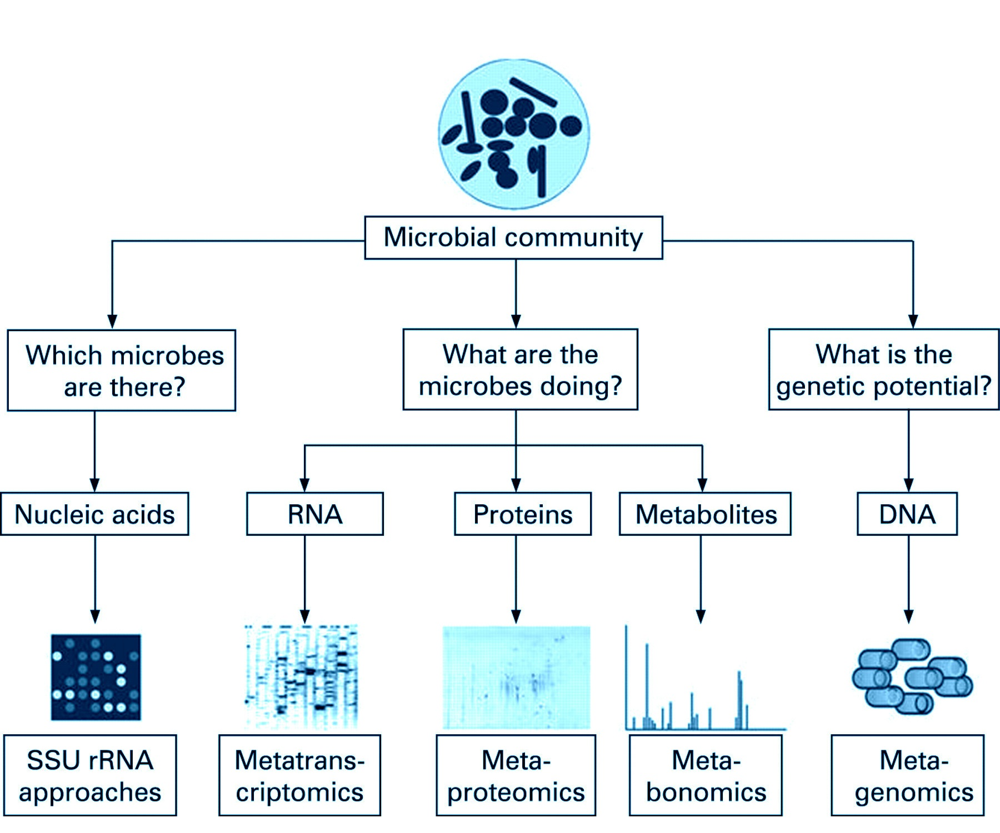 Microbial community
Which microbes
are there?
What are the
microbes doing?
What is the
genetic potential?
Nucleic acids
RNA
Proteins
Metabolites
DNA
SSU rRNA
approaches
Metatrans-
criptomics
Meta-
proteomics
Meta-
bonomics
Meta-
genomics